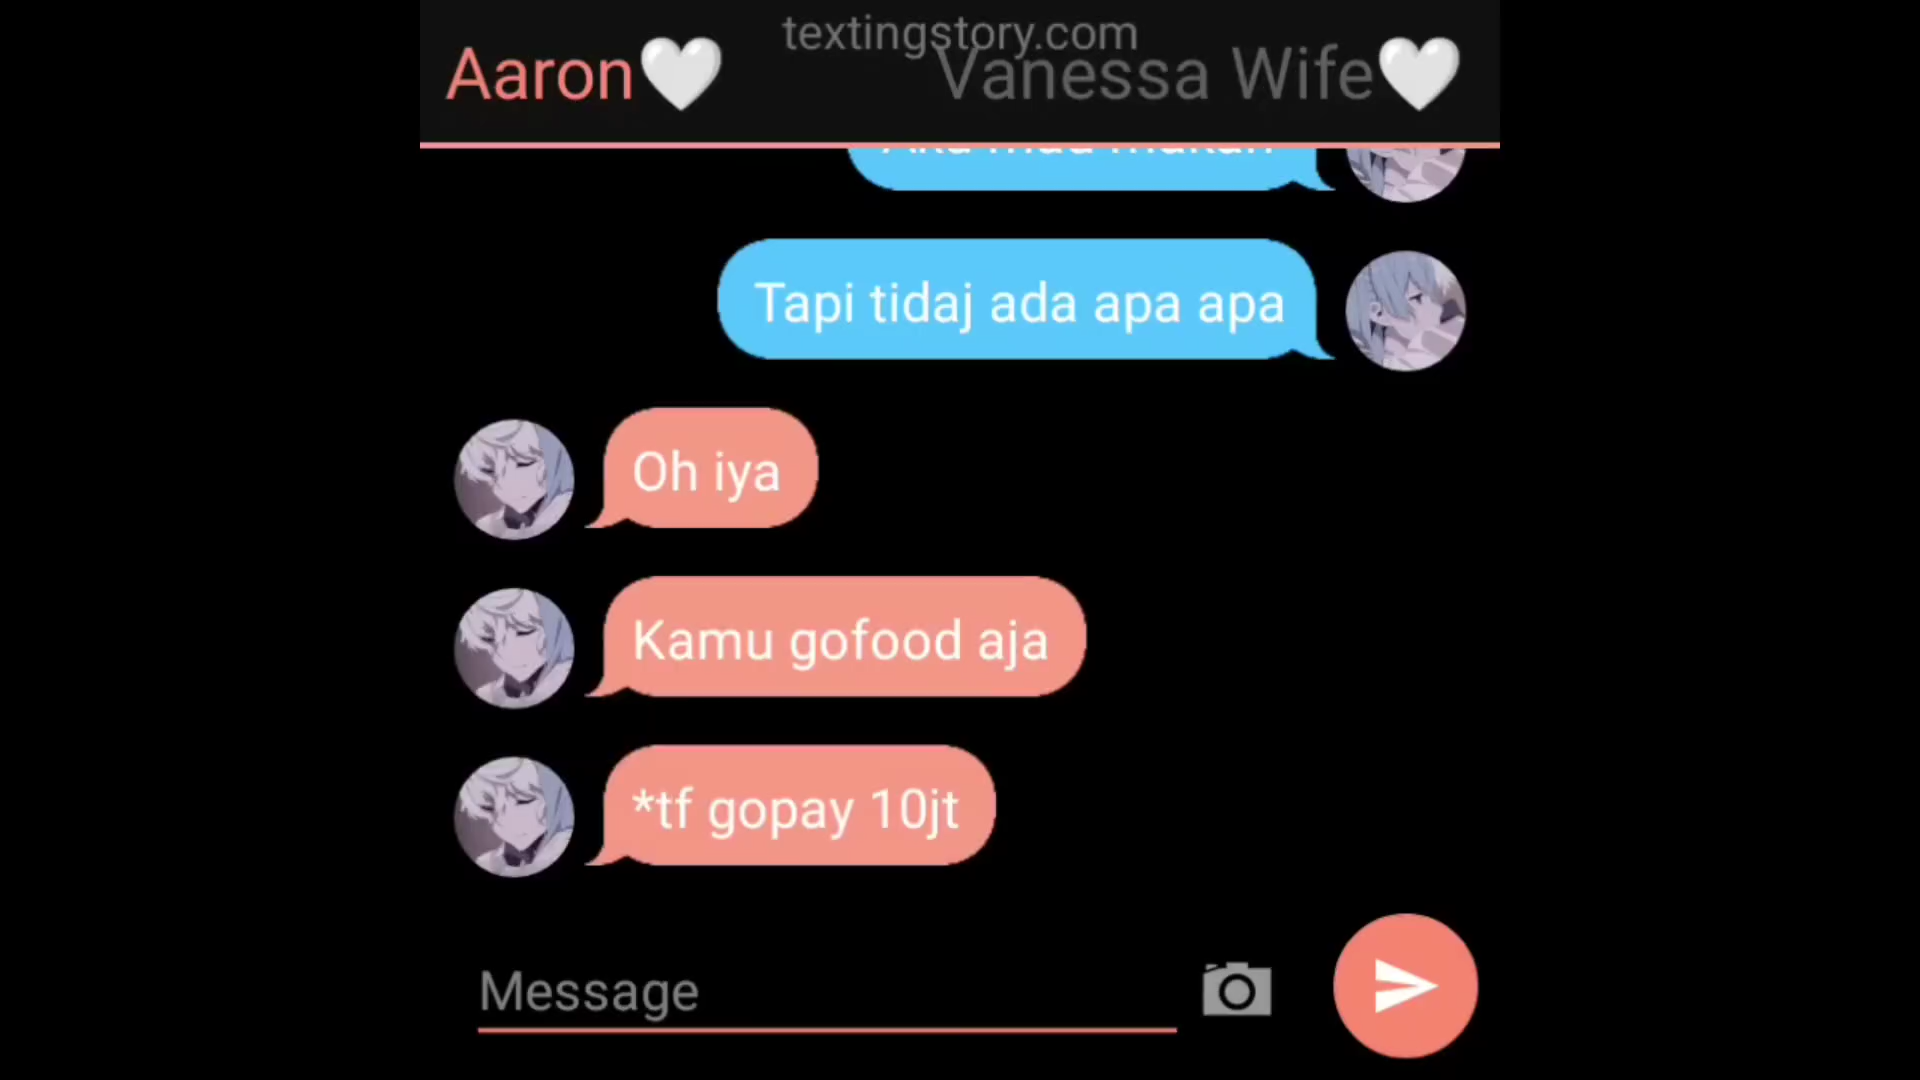 textingstory.com
Aaron🤍
Vanessa Wife🤍
Tapi tidaj ada apa apa
Oh iya
Kamu gofood aja
*tf gopay 10jt
Message